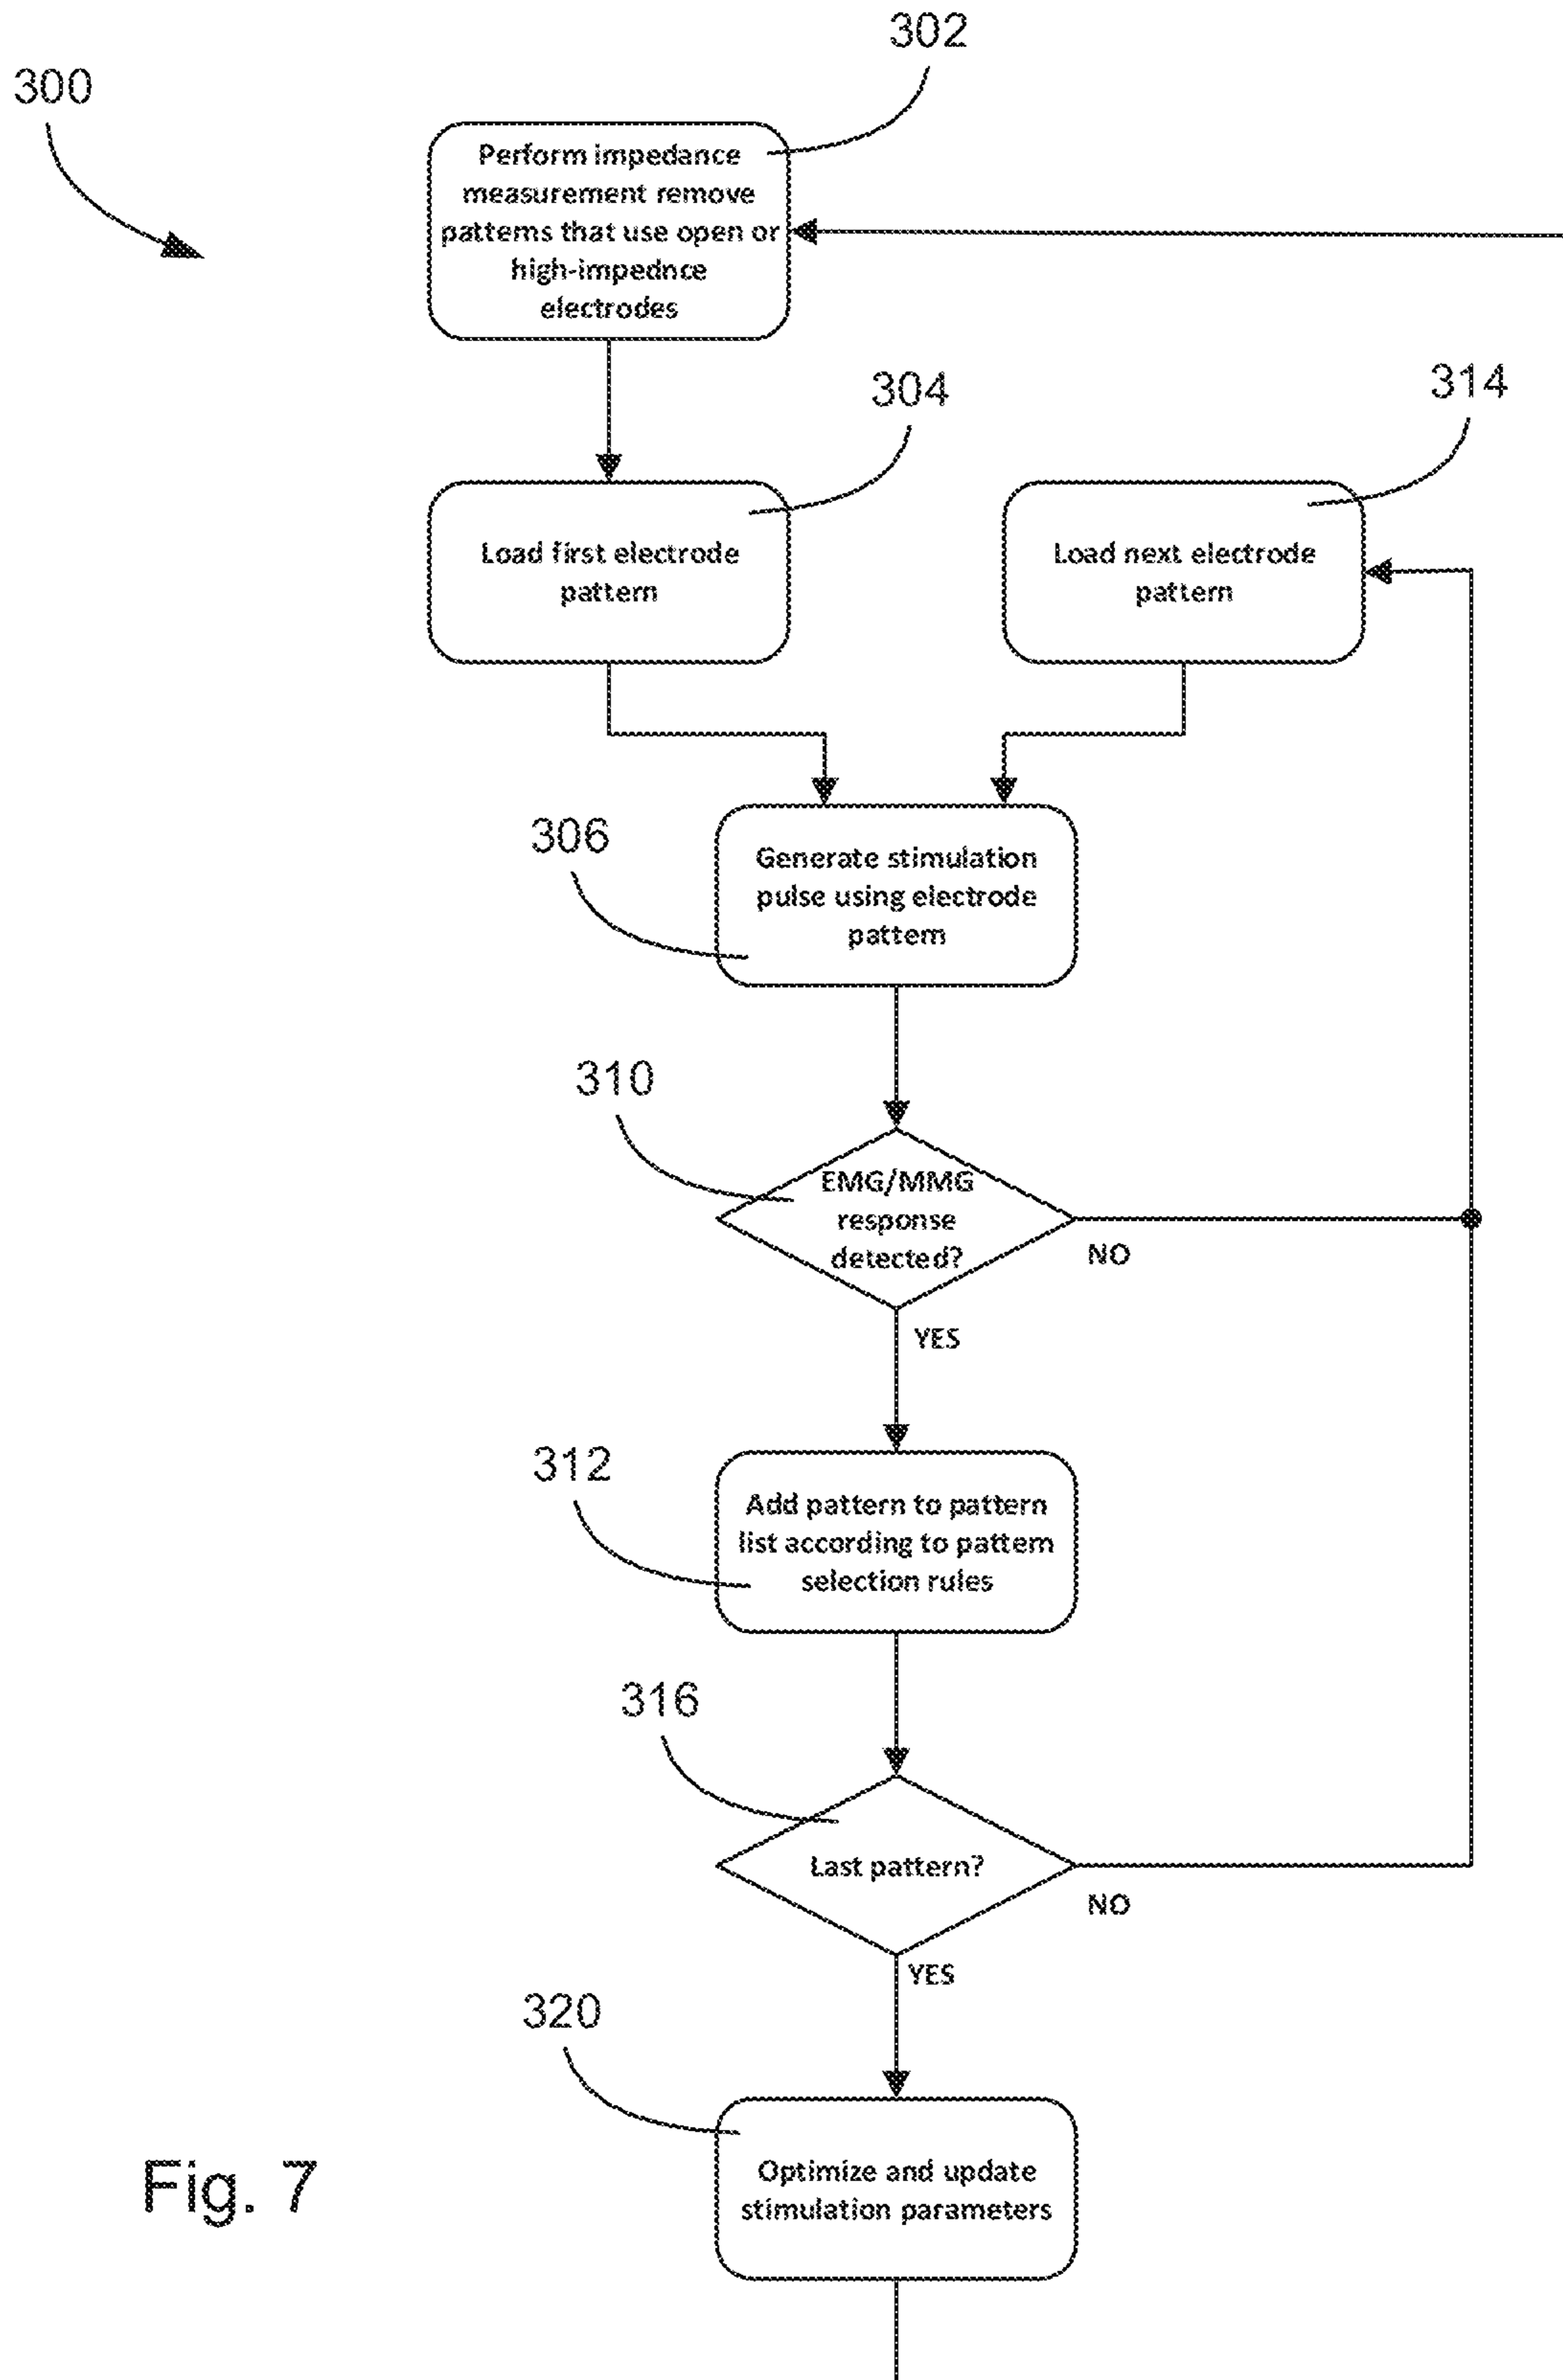 302
300
Perform impedance
measurement remove
patterns that use open or
high-impednce
electrodes
304
314
Load first electrode
pattern
Load next electrode
pattern
306
Generate stimulation
pulse using electrode
pattern
310
EMG/MMG
response
detected?
NO
YES
312
Add pattern to pattern
list according to pattern
selection rules
316
Last pattern?
NO
YES
320
Optimize and update
stimulation parameters
Fig. 7